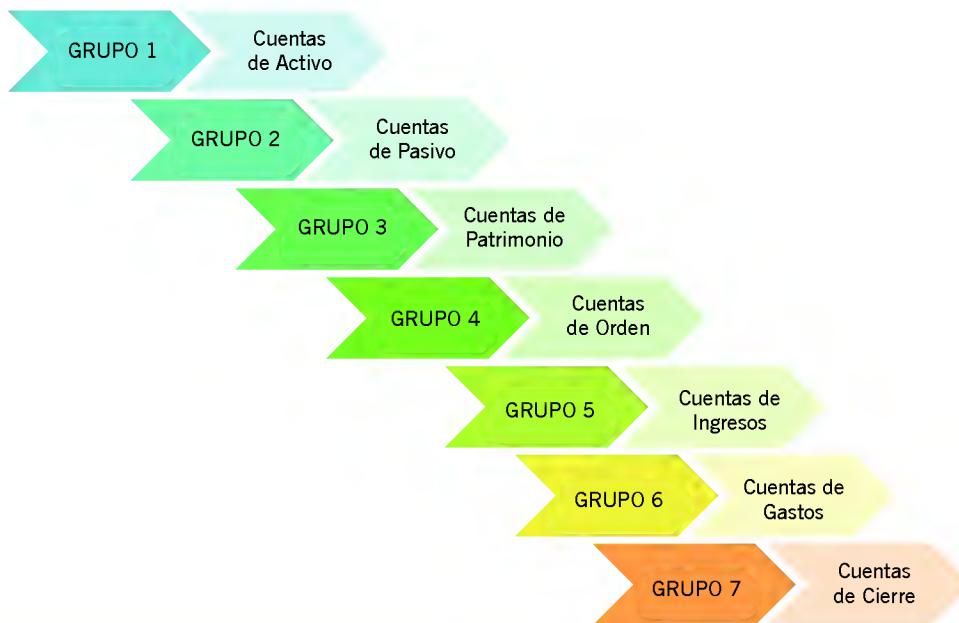 GRUPO 1
Cuentas
de Activo
GRUPO 2
Cuentas
de Pasivo
GRUPO 3
Cuentas de
Patrimonio
GRUPO 4
Cuentas
de Orden
GRUPO 5
Cuentas de
Ingresos
GRUPO 6
Cuentas de
Gastos
GRUPO 7
Cuentas
de Cierre